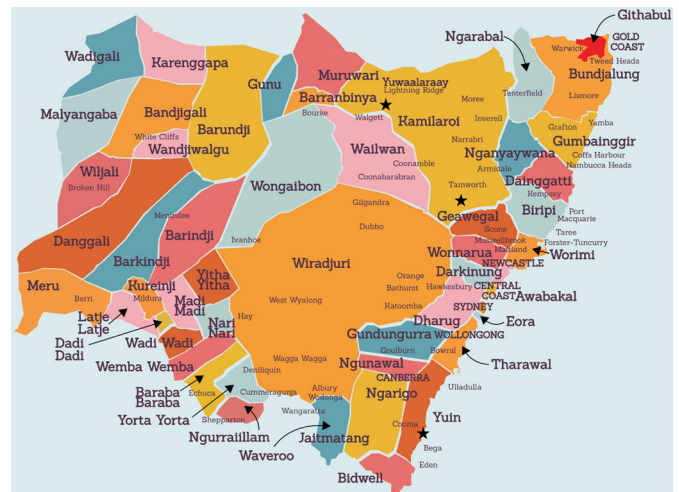 Githabul
GOLD
COAST
Warwick
Tweed Heads
Bundjalung
Lismore
Ngarabal
Tenterfield
Wadigali
Karenggapa
Muruwari
Gunu
Yuwaalaraay
Lightning Ridge
Barranbinya
Bourke
Walgett
Moree
Inverell
Kamilaroi
Narrabri
Malyangaba
Bandjigali
Barundji
White Cliffs
Wandjiwalgu
Wailwan
Coonamble
Coonabarabran
Grafton
Yamba
Gumbainggir
Coffs Harbour
Nambucca Heads
Nganyaywana
Armidale
Dainggatti
Kempsey
Tamworth
Wiljali
Broken Hill
Wongaibon
Gilgandra
Geawegal
Biripi
Port
Macquarie
Taree
Forster-Tuncurry
Menindee
Barindji
Ivanhoe
Dubbo
Scone
Muswellbrook
Maitland
Worimi
Danggali
Barkindji
Wiradjuri
Wonnarua
NEWCASTLE
Meru
Berri
Kureinji
Mildura
Yitha
Yitha
Orange
Bathurst
Darkinung
Hawkesbury
CENTRAL
COAST
Awabakal
Latje
Latje
Madi
Madi
West Wyalong
Katoomba
SYDNEY
Eora
Dadi
Dadi
Nari
Nari
Hay
Dharug
Wadi
Wadi
Gundungurra
WOLLONGONG
Goulburn
Bowral
Tharawal
Wemba Wemba
Wagga Wagga
Ngunawal
CANBERRA
Deniliquin
Baraba
Baraba
Echuca
Cummeragunja
Albury
Wodonga
Ulladulla
Ngarigo
Yorta Yorta
Shepparton
Wangaratta
Cooma
Yuin
Ngurraiillam
Jaitmatang
Bega
Waveroo
Eden
Bidwell